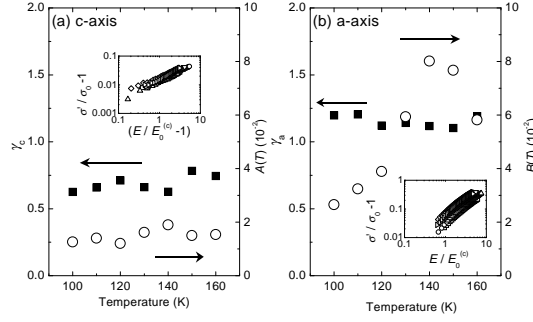 (a) c-axis
2.0
1.5
1.0
0.5
0.0
γc
10
8
6
4
2
0
A(T) (10⁻²)
100 120 140 160
Temperature (K)
0.1
0.01
10⁻³
0.1 1 10
σ' / σ₀ -1
(E / E₀⁽ᶜ⁾ -1)
(b) a-axis
2.0
1.5
1.0
0.5
0.0
γa
10
8
6
4
2
0
B(T) (10⁻²)
100 120 140 160
Temperature (K)
1
0.1
0.01
0.1 1 10
σ' / σ₀ -1
E / E₀⁽ᶜ⁾